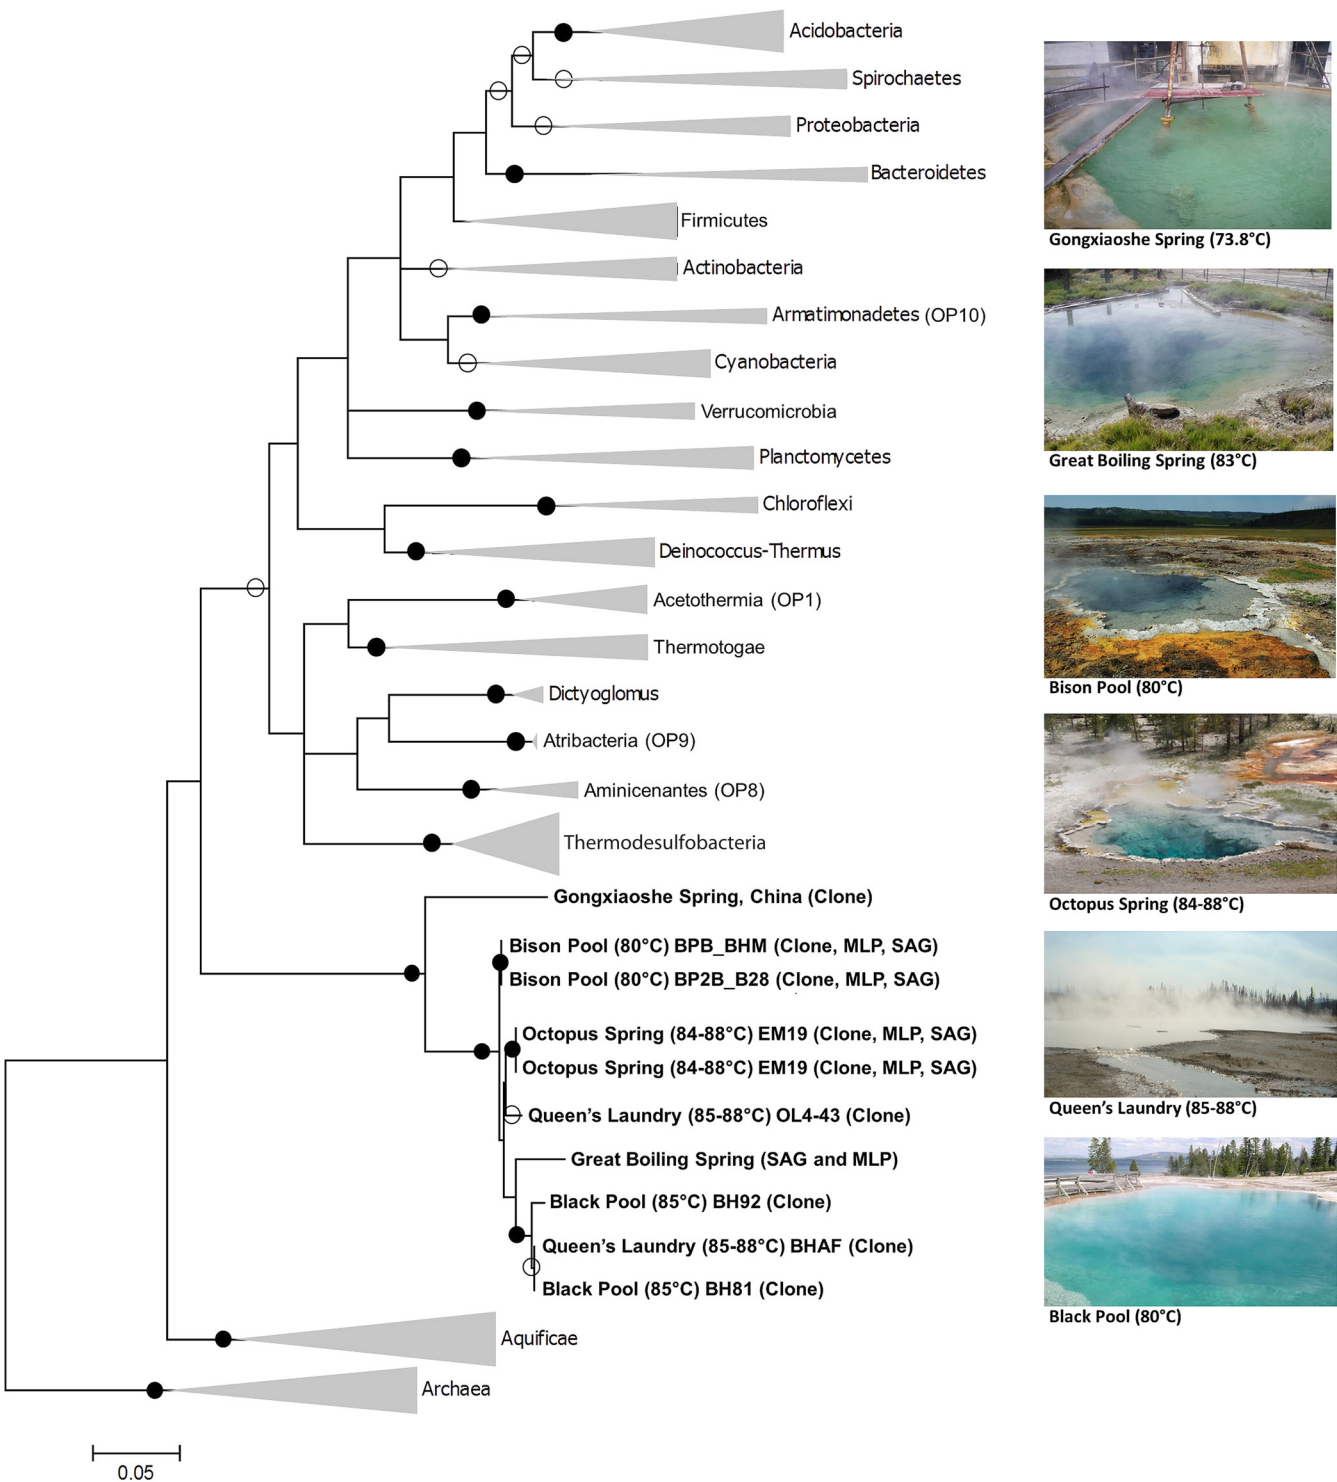 Acidobacteria
Spirochaetes
Proteobacteria
Bacteroidetes
Firmicutes
Actinobacteria
Armatimonadetes (OP10)
Cyanobacteria
Verrucomicrobia
Planctomycetes
Chloroflexi
Deinococcus-Thermus
Acetothermia (OP1)
Thermotogae
Dictyoglomus
Atribacteria (OP9)
Aminicenantes (OP8)
Thermodesulfobacteria
Gongxiaoshe Spring, China (Clone)
Bison Pool (80°C) BPB_BHM (Clone, MLP, SAG)
Bison Pool (80°C) BP2B_B28 (Clone, MLP, SAG)
Octopus Spring (84-88°C) EM19 (Clone, MLP, SAG)
Octopus Spring (84-88°C) EM19 (Clone, MLP, SAG)
Queen's Laundry (85-88°C) OL4-43 (Clone)
Great Boiling Spring (SAG and MLP)
Black Pool (85°C) BH92 (Clone)
Queen's Laundry (85-88°C) BHAF (Clone)
Black Pool (85°C) BH81 (Clone)
Aquificae
Archaea
0.05
Gongxiaoshe Spring (73.8°C)
Great Boiling Spring (83°C)
Bison Pool (80°C)
Octopus Spring (84-88°C)
Queen's Laundry (85-88°C)
Black Pool (80°C)